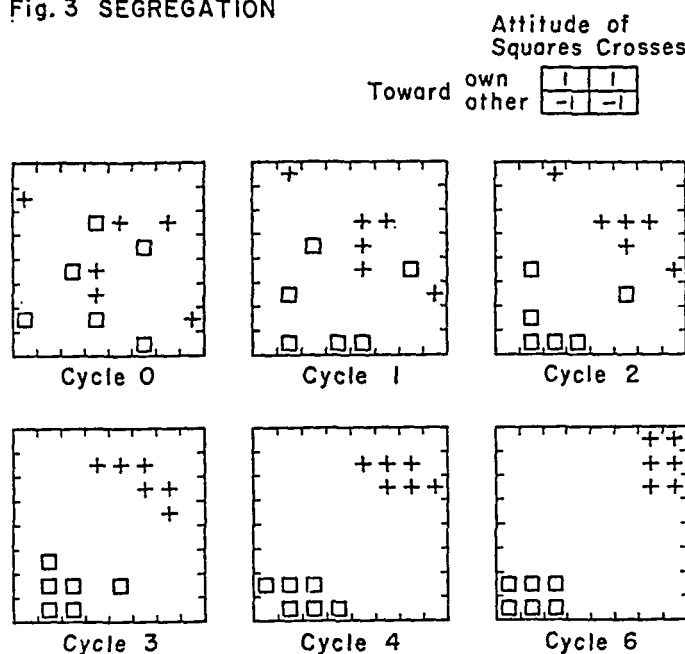 Fig. 3 SEGREGATION
Attitude of
Squares Crosses
Toward own 1 1
other -1 -1
Cycle 0
Cycle 1
Cycle 2
Cycle 3
Cycle 4
Cycle 6